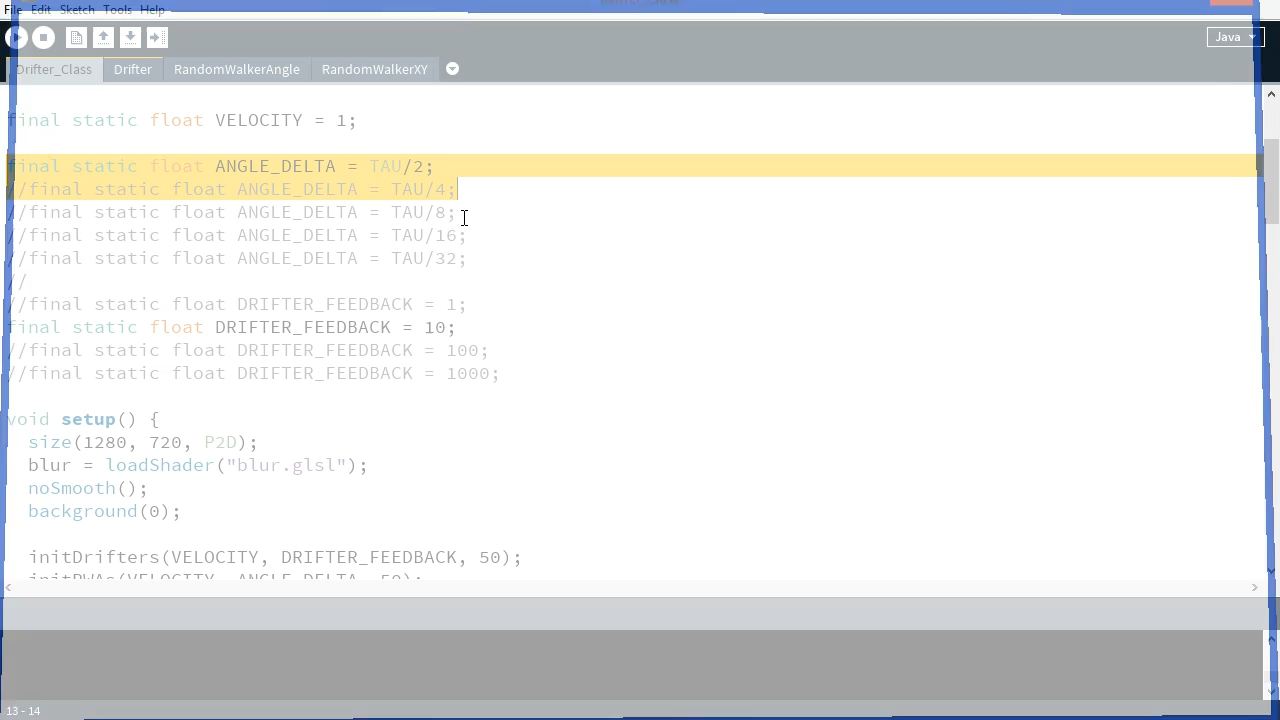 File Edit Sketch Tools Help
Java
Drifter_Class Drifter RandomWalkerAngle RandomWalkerXY
final static float VELOCITY = 1;
final static float ANGLE_DELTA = TAU/2;
//final static float ANGLE_DELTA = TAU/4;
//final static float ANGLE_DELTA = TAU/8;
//final static float ANGLE_DELTA = TAU/16;
//final static float ANGLE_DELTA = TAU/32;
//
//final static float DRIFTER_FEEDBACK = 1;
final static float DRIFTER_FEEDBACK = 10;
//final static float DRIFTER_FEEDBACK = 100;
//final static float DRIFTER_FEEDBACK = 1000;
void setup() {
size(1280, 720, P2D);
blur = loadShader("blur.glsl");
noSmooth();
background(0);
initDrifters(VELOCITY, DRIFTER_FEEDBACK, 50);
initRWAs(VELOCITY, ANGLE_DELTA, 50);
13 - 14